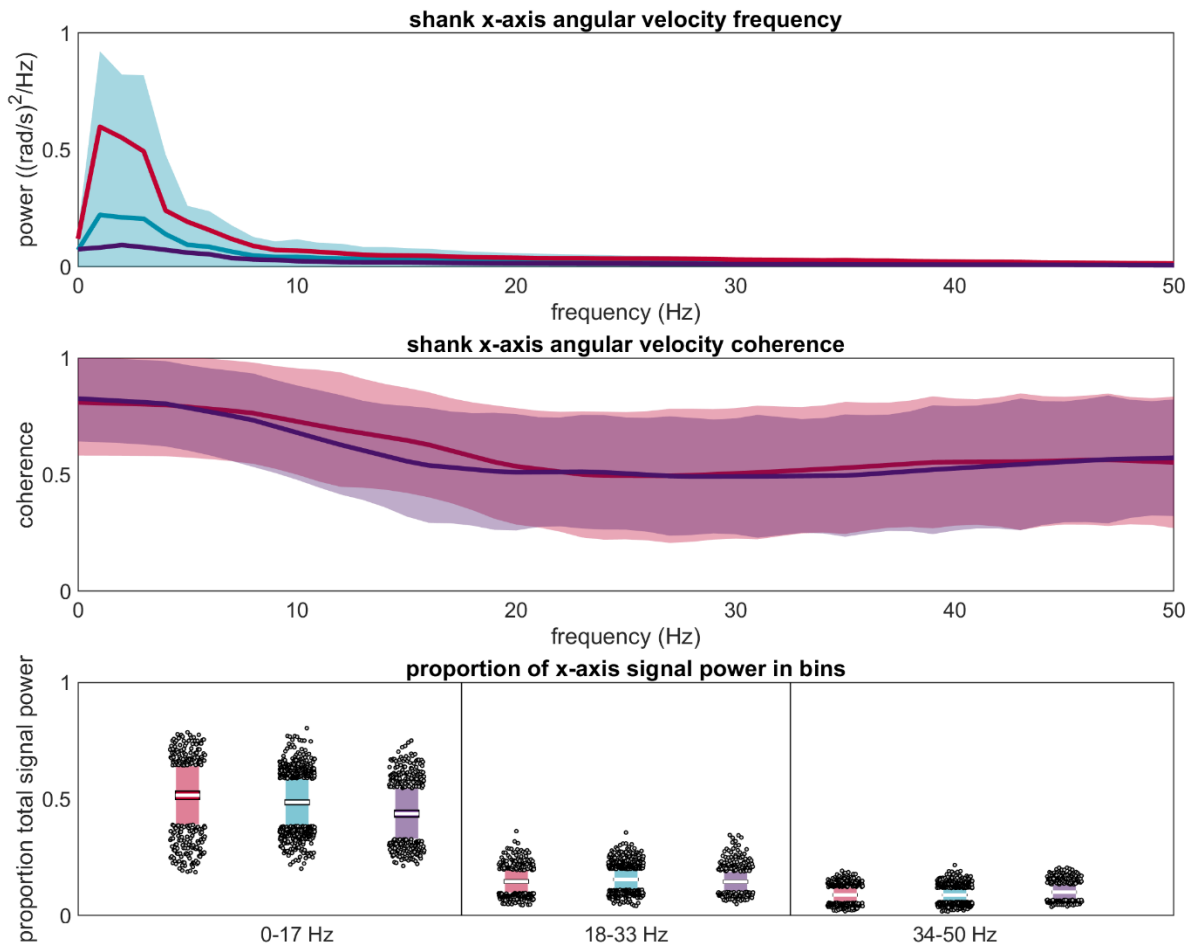 shank x-axis angular velocity frequency
power ((rad/s)^2/Hz
1
0.5
0
0 10 20 30 40 50
frequency (Hz)
shank x-axis angular velocity coherence
coherence
1
0.5
0
0 10 20 30 40 50
frequency (Hz)
proportion of x-axis signal power in bins
proportion total signal power
1
0.5
0
0-17 Hz 18-33 Hz 34-50 Hz